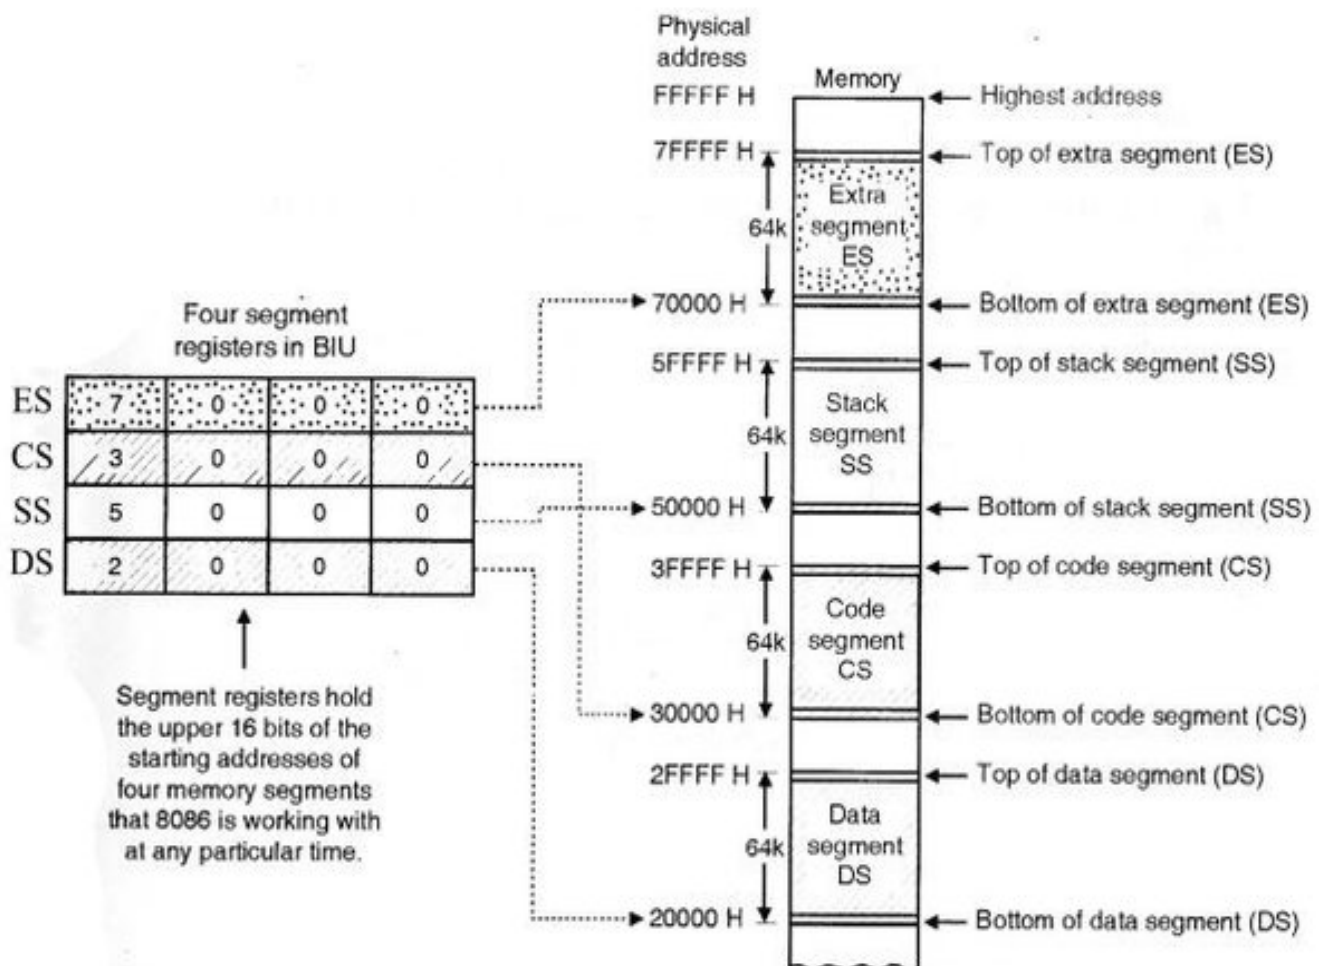 Physical
address
FFFFF H
Memory
Highest address
7FFFF H
Top of extra segment (ES)
Extra
segment
ES
64k
70000 H
Bottom of extra segment (ES)
5FFFF H
Top of stack segment (SS)
Stack
segment
SS
64k
50000 H
Bottom of stack segment (SS)
3FFFF H
Top of code segment (CS)
Code
segment
CS
64k
30000 H
Bottom of code segment (CS)
2FFFF H
Top of data segment (DS)
Data
segment
DS
64k
20000 H
Bottom of data segment (DS)
Four segment
registers in BIU
ES 7 0 0 0
CS 3 0 0 0
SS 5 0 0 0
DS 2 0 0 0
Segment registers hold
the upper 16 bits of the
starting addresses of
four memory segments
that 8086 is working with
at any particular time.